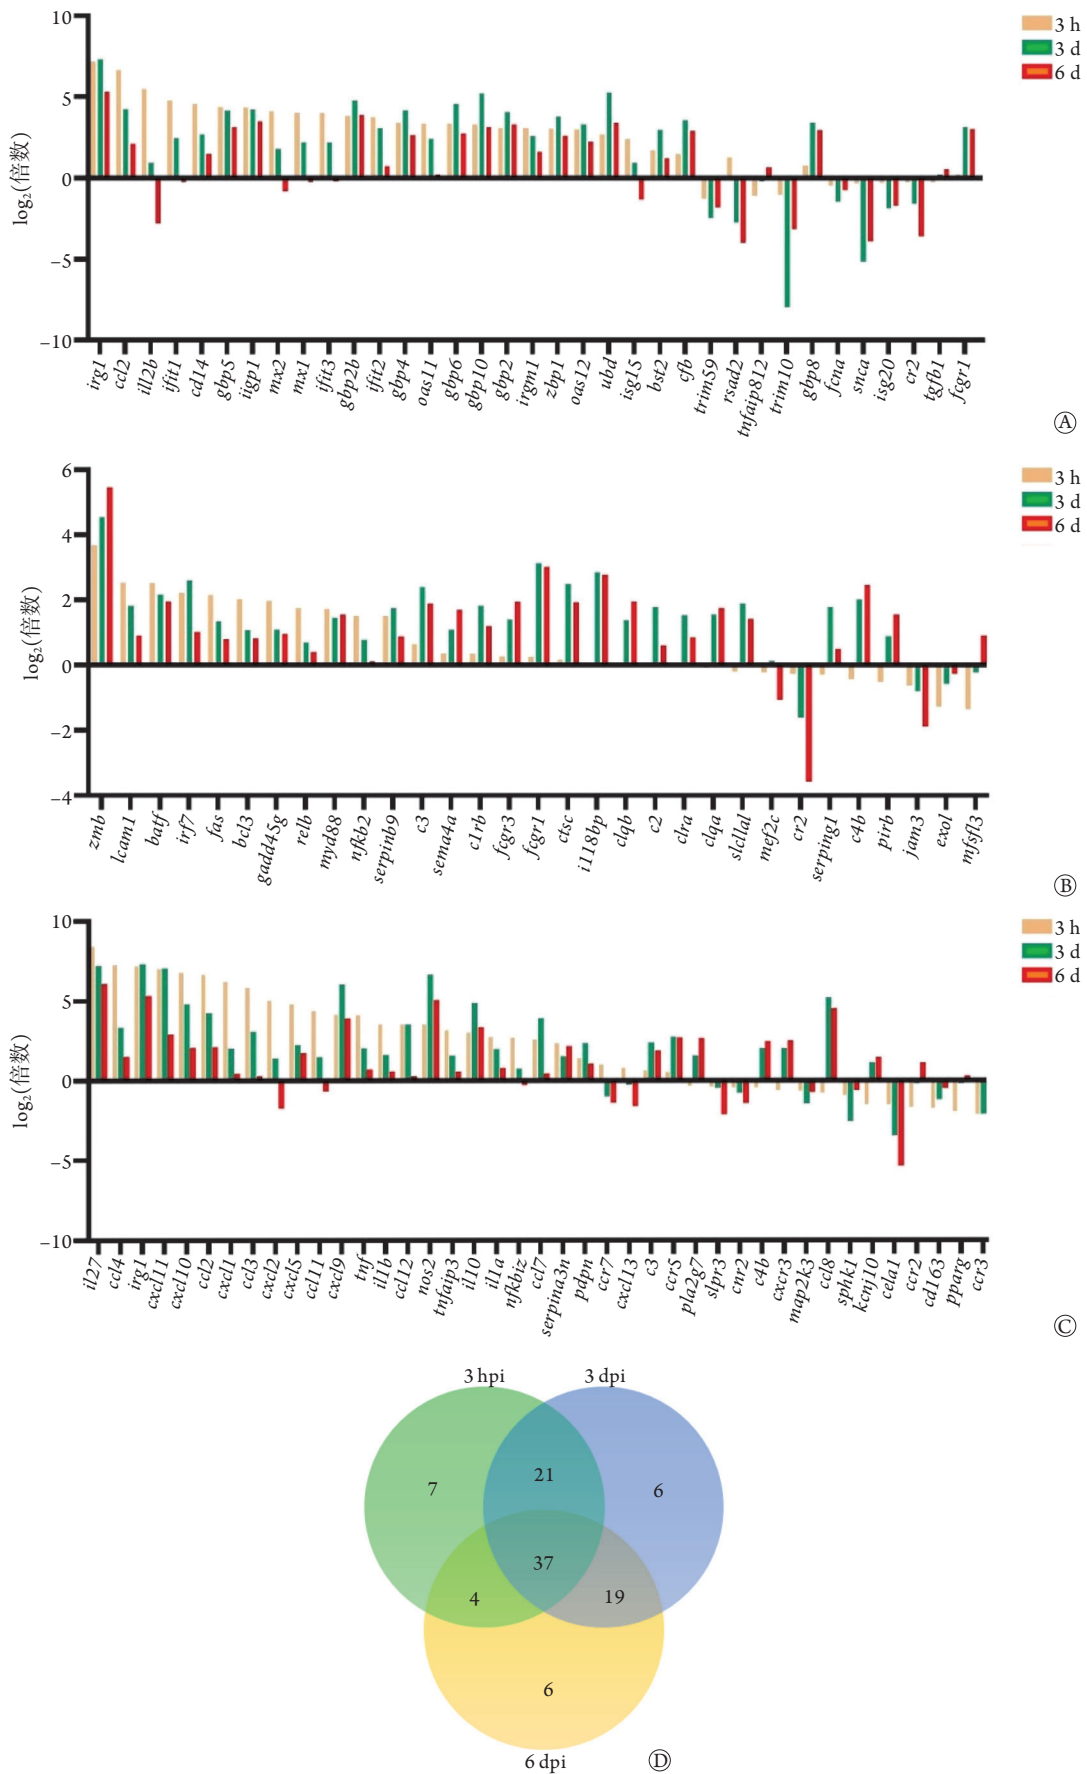 10
5
0
−5
−10
log₂(倍数)
3 h
3 d
6 d
irg1 ccl2 ill2b ifit1 cd14 gbp5 iigp1 mx2 mx1 ifit3 gbp2b ifit2 gbp4 oas11 gbp6 gbp10 gbp2 irgm1 zbp1 oas12 ubd isg15 bst2 cfb trim59 rsad2 tnfaip812 trim10 gbp8 fcna snca isg20 cr2 tgfb1 fcgr1
Ⓐ
6
4
2
0
−2
−4
log₂(倍数)
3 h
3 d
6 d
zmb lcam1 batf irf7 fas bcl3 gadd45g relb myd88 nfkb2 serpinb9 c3 sema4a c1rb fcgr3 fcgr1 ctsc i118bp clqb c2 clra clqa slcllal mef2c cr2 serping1 c4b pirb jam3 exol mfsfl3
Ⓑ
10
5
0
−5
−10
log₂(倍数)
3 h
3 d
6 d
il27 ccl4 irg1 cxcl11 cxcl10 ccl2 cxcl1 ccl3 cxcl2 cxcl5 ccl11 cxcl9 tnf il1b ccl12 nos2 tnfaip3 il10 il1a nfkbiz ccl7 serpina3n pdpn ccr7 cxcl13 c3 ccr5 pla2g7 slpr3 cnr2 c4b cxcr3 map2k3 ccl8 sphk1 kcnj10 cela1 ccr2 cd163 pparg ccr3
Ⓒ
3 hpi
3 dpi
21
7
6
37
4
19
6
6 dpi
Ⓓ